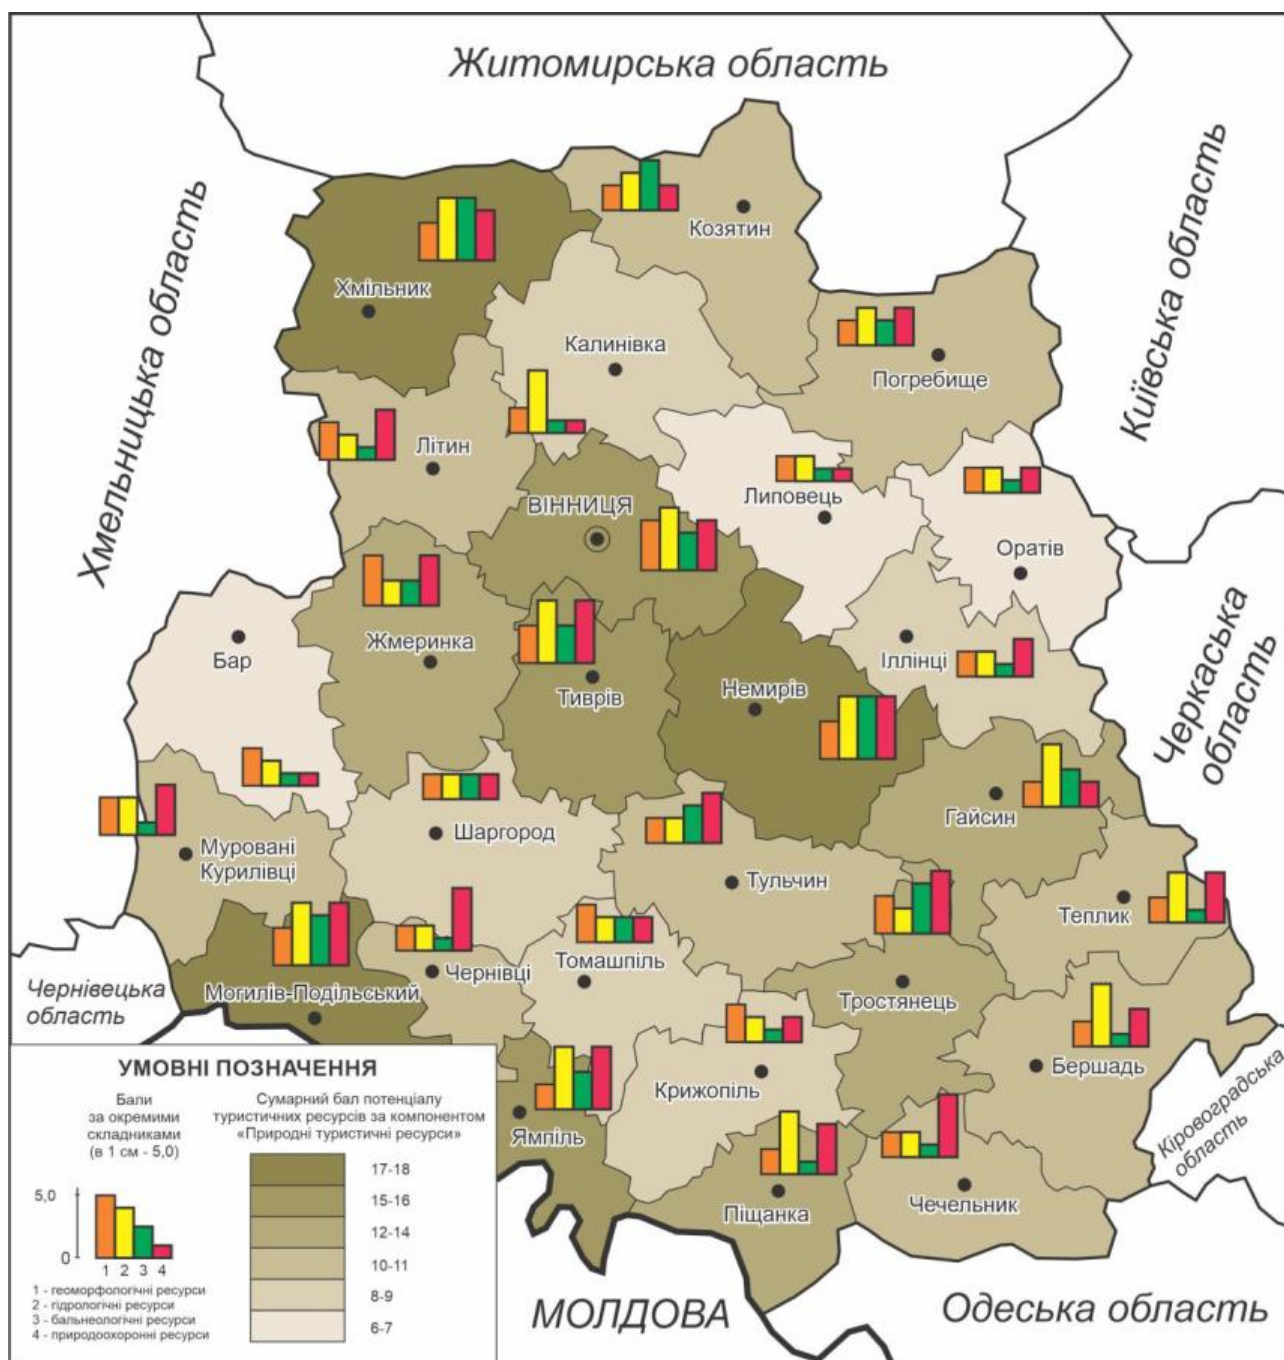 Житомирська область
Хмельницька область
Київська область
Черкаська
область
Козятин
Хмільник
Калинівка
Погребище
Літин
ВІННИЦЯ
Липовець
Оратів
Бар
Жмеринка
Тиврів
Немирів
Іллінці
Гайсин
Муровані
Курилівці
Шаргород
Тульчин
Теплик
Чернівецька
область
Могилів-Подільський
Чернівці
Томашпіль
Тростянець
Бершадь
Крижопіль
Ямпіль
Піщанка
Чечельник
Кіровоградська
область
МОЛДОВА
Одеська область
УМОВНІ ПОЗНАЧЕННЯ
Бали
за окремими
складниками
(в 1 см - 5,0)
5,0
0
1 2 3 4
1 - геоморфологічні ресурси
2 - гідрологічні ресурси
3 - бальнеологічні ресурси
4 - природоохоронні ресурси
Сумарний бал потенціалу
туристичних ресурсів за компонентом
«Природні туристичні ресурси»
17-18
15-16
12-14
10-11
8-9
6-7